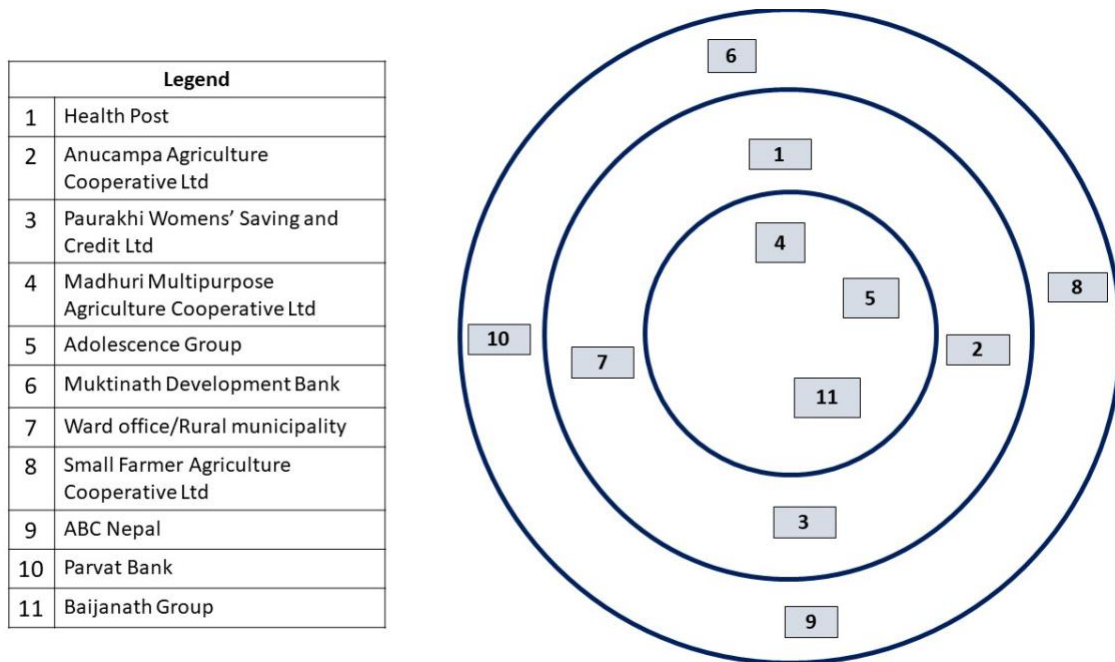 Legend
1 Health Post
2 Anucampa Agriculture
Cooperative Ltd
3 Paurakhi Womens’ Saving and
Credit Ltd
4 Madhuri Multipurpose
Agriculture Cooperative Ltd
5 Adolescence Group
6 Muktinath Development Bank
7 Ward office/Rural municipality
8 Small Farmer Agriculture
Cooperative Ltd
9 ABC Nepal
10 Parvat Bank
11 Baijanath Group
6
1
4
5
8
10
7
2
11
3
9